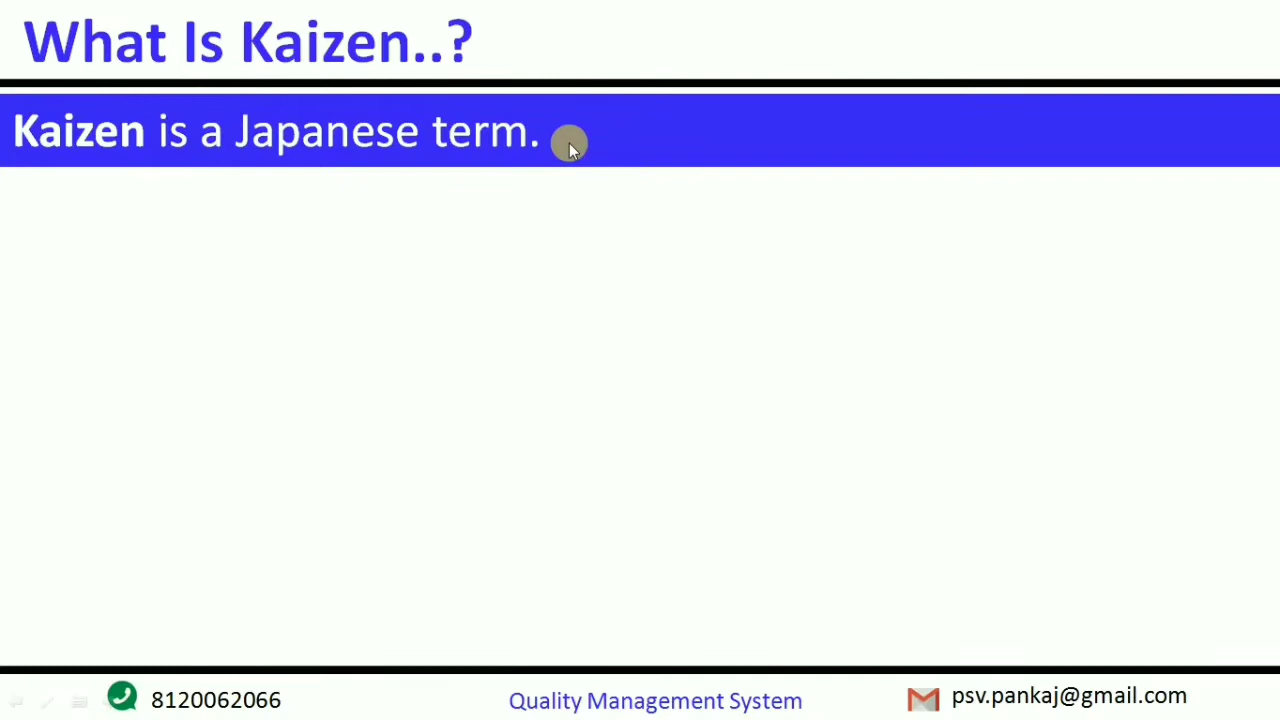 What Is Kaizen..?
Kaizen is a Japanese term.
8120062066
Quality Management System
psv.pankaj@gmail.com